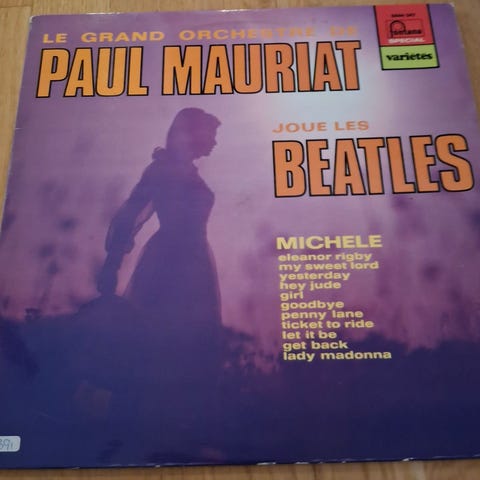 LE GRAND ORCHESTRE DE
PAUL MAURIAT
fontana
SPECIAL
variétés
JOUE LES
BEATLES
MICHELE
eleanor rigby
my sweet lord
yesterday
hey jude
girl
goodbye
penny lane
ticket to ride
let it be
get back
lady madonna